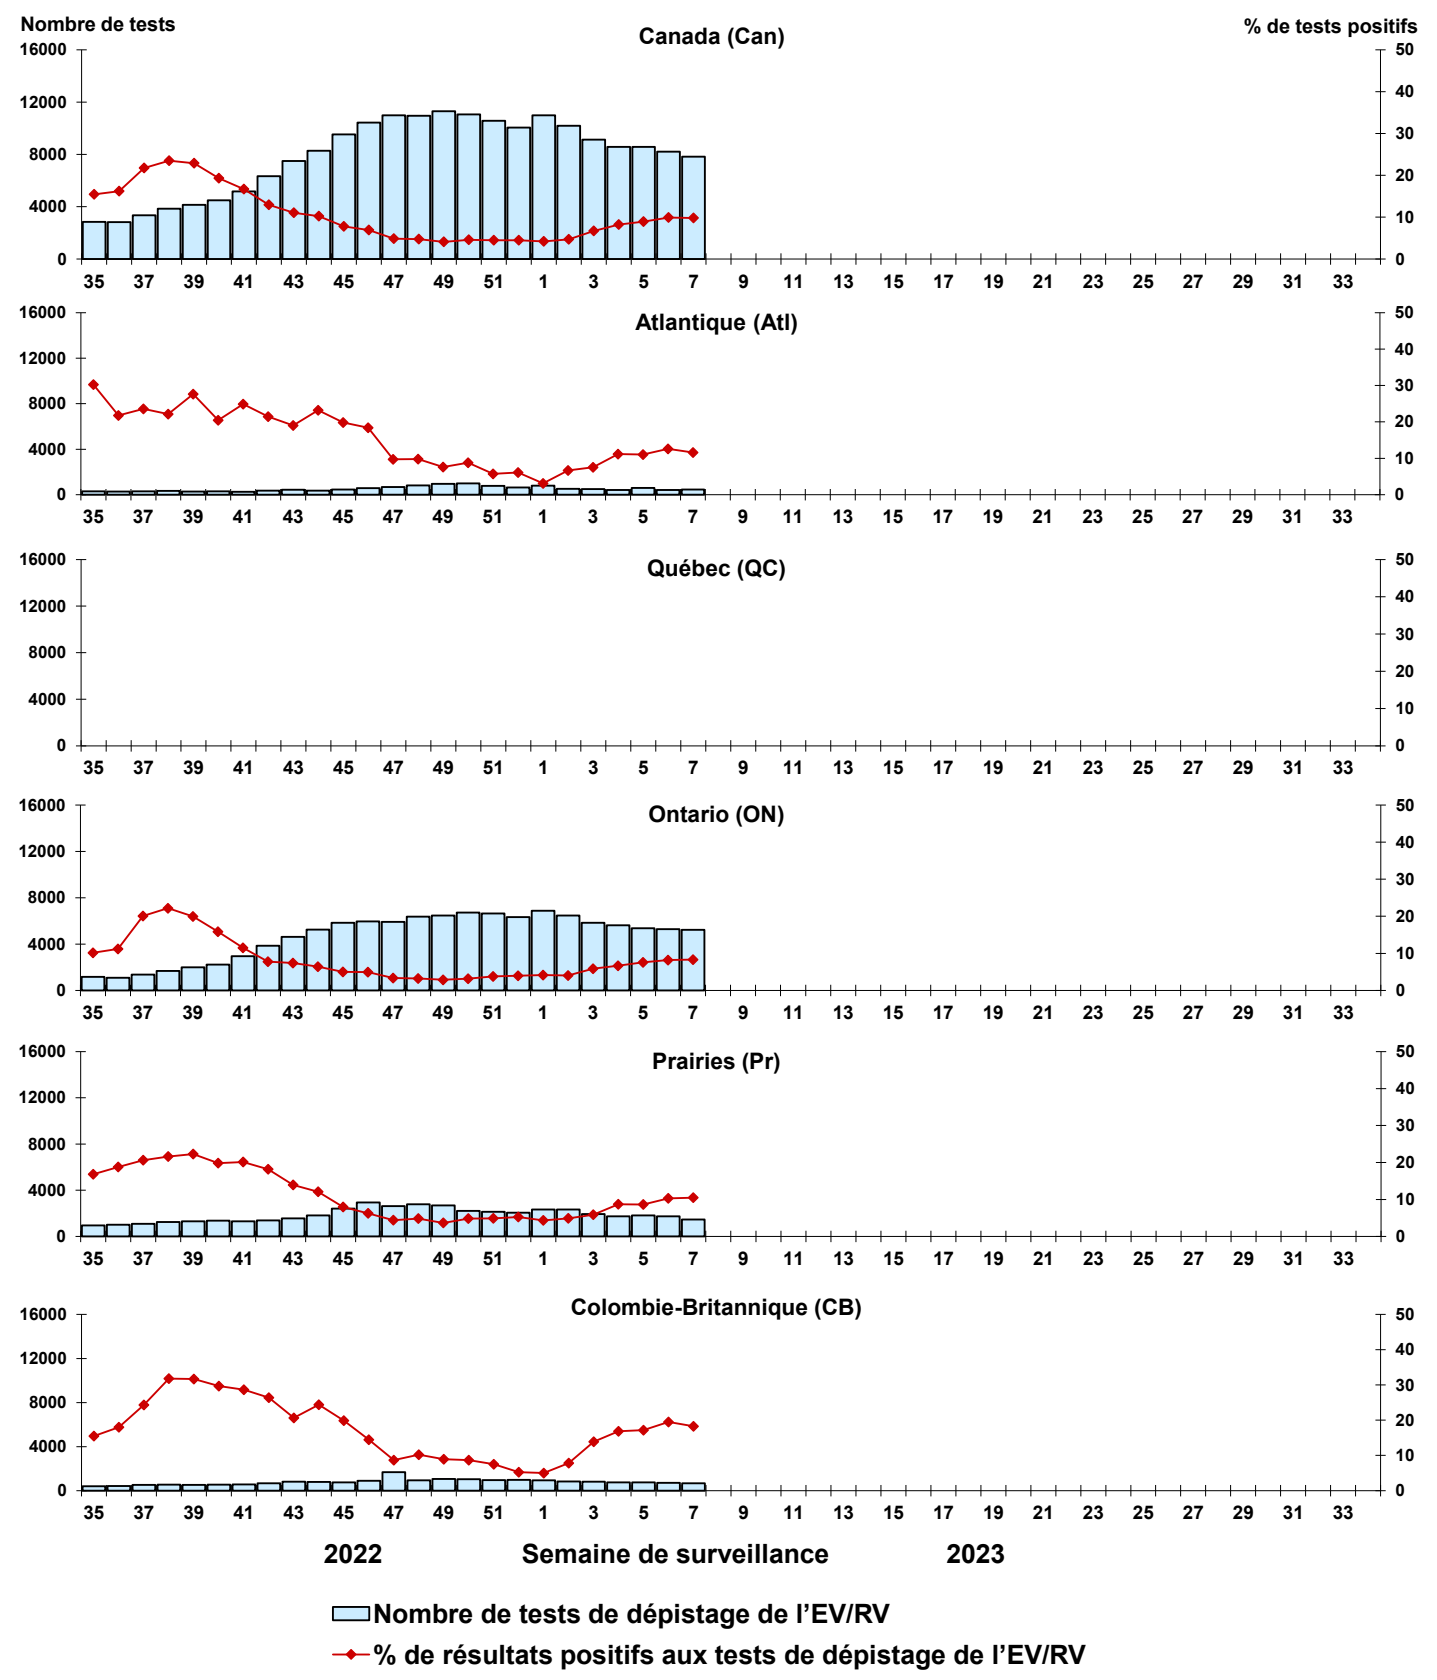 Nombre de tests
Canada (Can)
% de tests positifs
16000 12000 8000 4000 0
50 40 30 20 10 0
35 37 39 41 43 45 47 49 51 1 3 5 7 9 11 13 15 17 19 21 23 25 27 29 31 33
Atlantique (Atl)
16000 12000 8000 4000 0
50 40 30 20 10 0
35 37 39 41 43 45 47 49 51 1 3 5 7 9 11 13 15 17 19 21 23 25 27 29 31 33
Québec (QC)
16000 12000 8000 4000 0
50 40 30 20 10 0
35 37 39 41 43 45 47 49 51 1 3 5 7 9 11 13 15 17 19 21 23 25 27 29 31 33
Ontario (ON)
16000 12000 8000 4000 0
50 40 30 20 10 0
35 37 39 41 43 45 47 49 51 1 3 5 7 9 11 13 15 17 19 21 23 25 27 29 31 33
Prairies (Pr)
16000 12000 8000 4000 0
50 40 30 20 10 0
35 37 39 41 43 45 47 49 51 1 3 5 7 9 11 13 15 17 19 21 23 25 27 29 31 33
Colombie-Britannique (CB)
16000 12000 8000 4000 0
50 40 30 20 10 0
35 37 39 41 43 45 47 49 51 1 3 5 7 9 11 13 15 17 19 21 23 25 27 29 31 33
2022 Semaine de surveillance 2023
Nombre de tests de dépistage de l’EV/RV
% de résultats positifs aux tests de dépistage de l’EV/RV